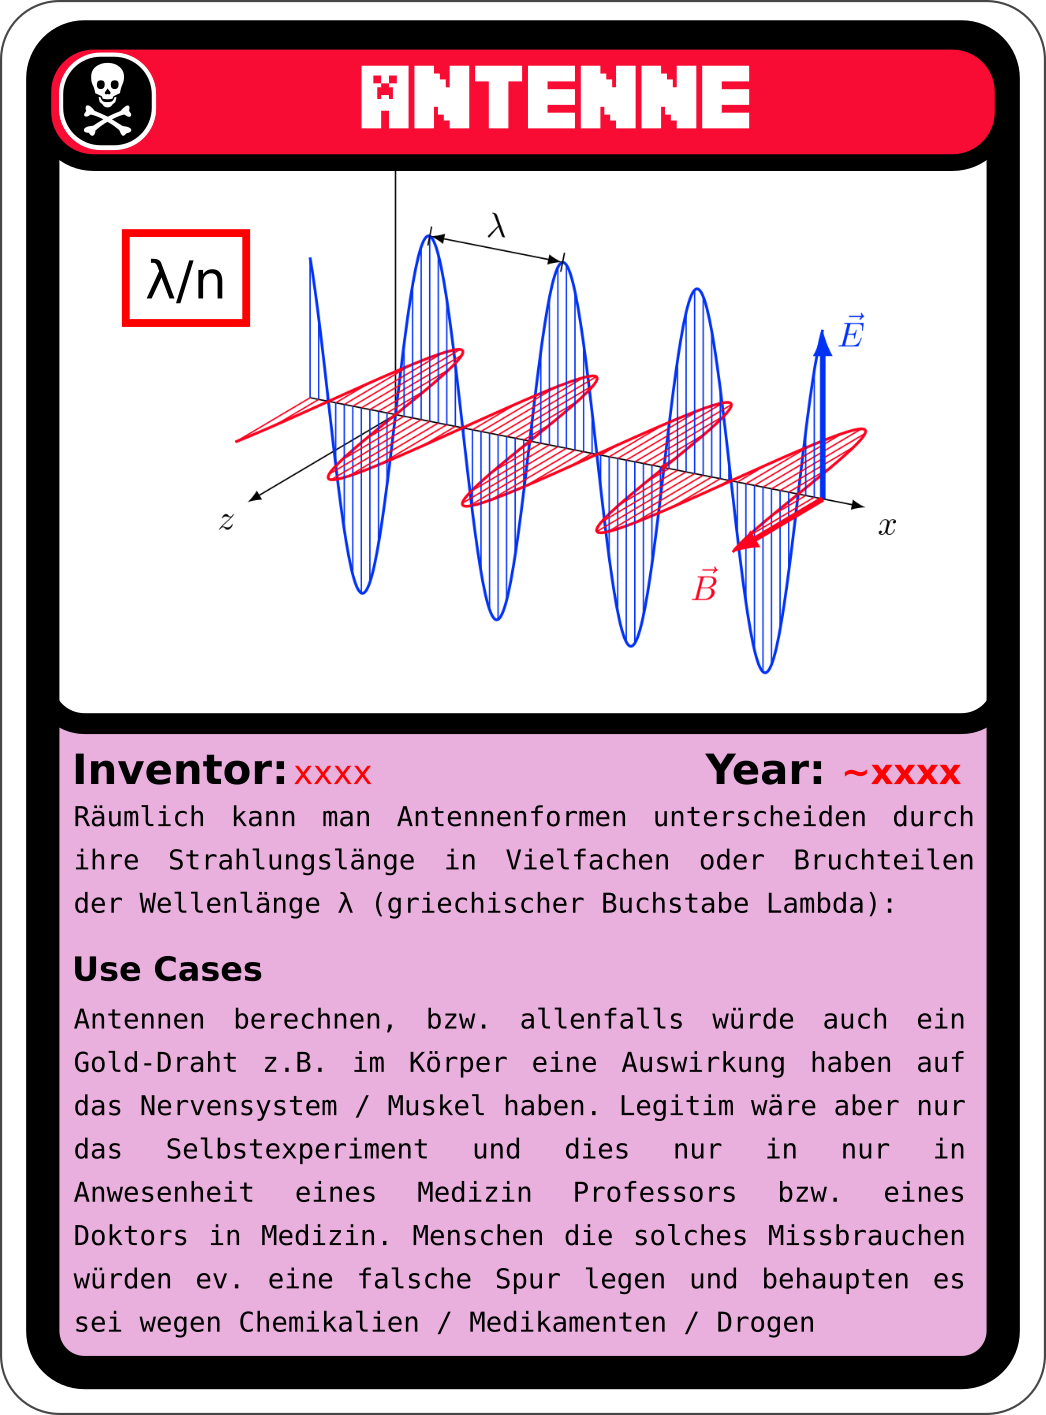 ANTENNE
λ/n
λ
E⃗
z
x
B⃗
Inventor: xxxx Year: ~xxxx
Räumlich kann man Antennenformen unterscheiden durch
ihre Strahlungslänge in Vielfachen oder Bruchteilen
der Wellenlänge λ (griechischer Buchstabe Lambda):
Use Cases
Antennen berechnen, bzw. allenfalls würde auch ein
Gold-Draht z.B. im Körper eine Auswirkung haben auf
das Nervensystem / Muskel haben. Legitim wäre aber nur
das Selbstexperiment und dies nur in nur in
Anwesenheit eines Medizin Professors bzw. eines
Doktors in Medizin. Menschen die solches Missbrauchen
würden ev. eine falsche Spur legen und behaupten es
sei wegen Chemikalien / Medikamenten / Drogen